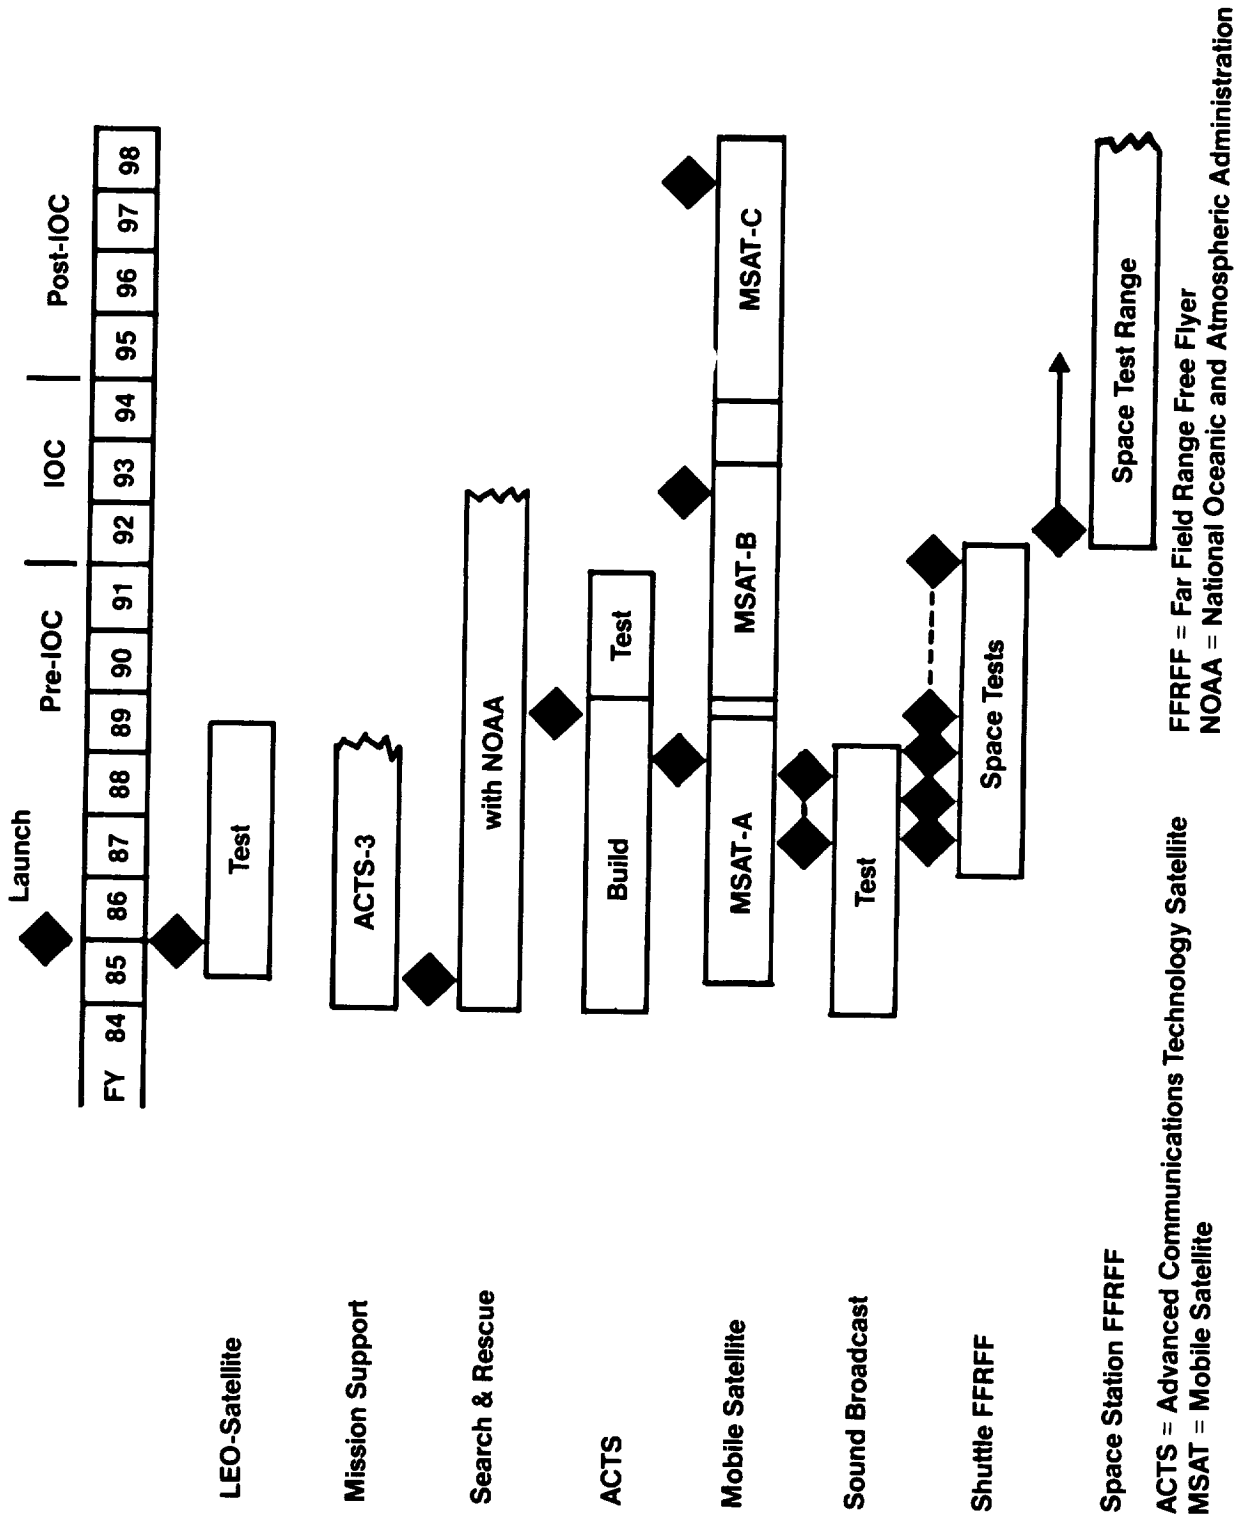 Launch
Pre-IOC IOC Post-IOC
FY 84 85 86 87 88 89 90 91 92 93 94 95 96 97 98
LEO-Satellite Test
Mission Support ACTS-3
Search & Rescue with NOAA
ACTS Build Test
Mobile Satellite MSAT-A MSAT-B MSAT-C
Sound Broadcast Test
Shuttle FFRFF Space Tests
Space Station FFRFF Space Test Range
ACTS = Advanced Communications Technology Satellite FFRFF = Far Field Range Free Flyer
MSAT = Mobile Satellite NOAA = National Oceanic and Atmospheric Administration